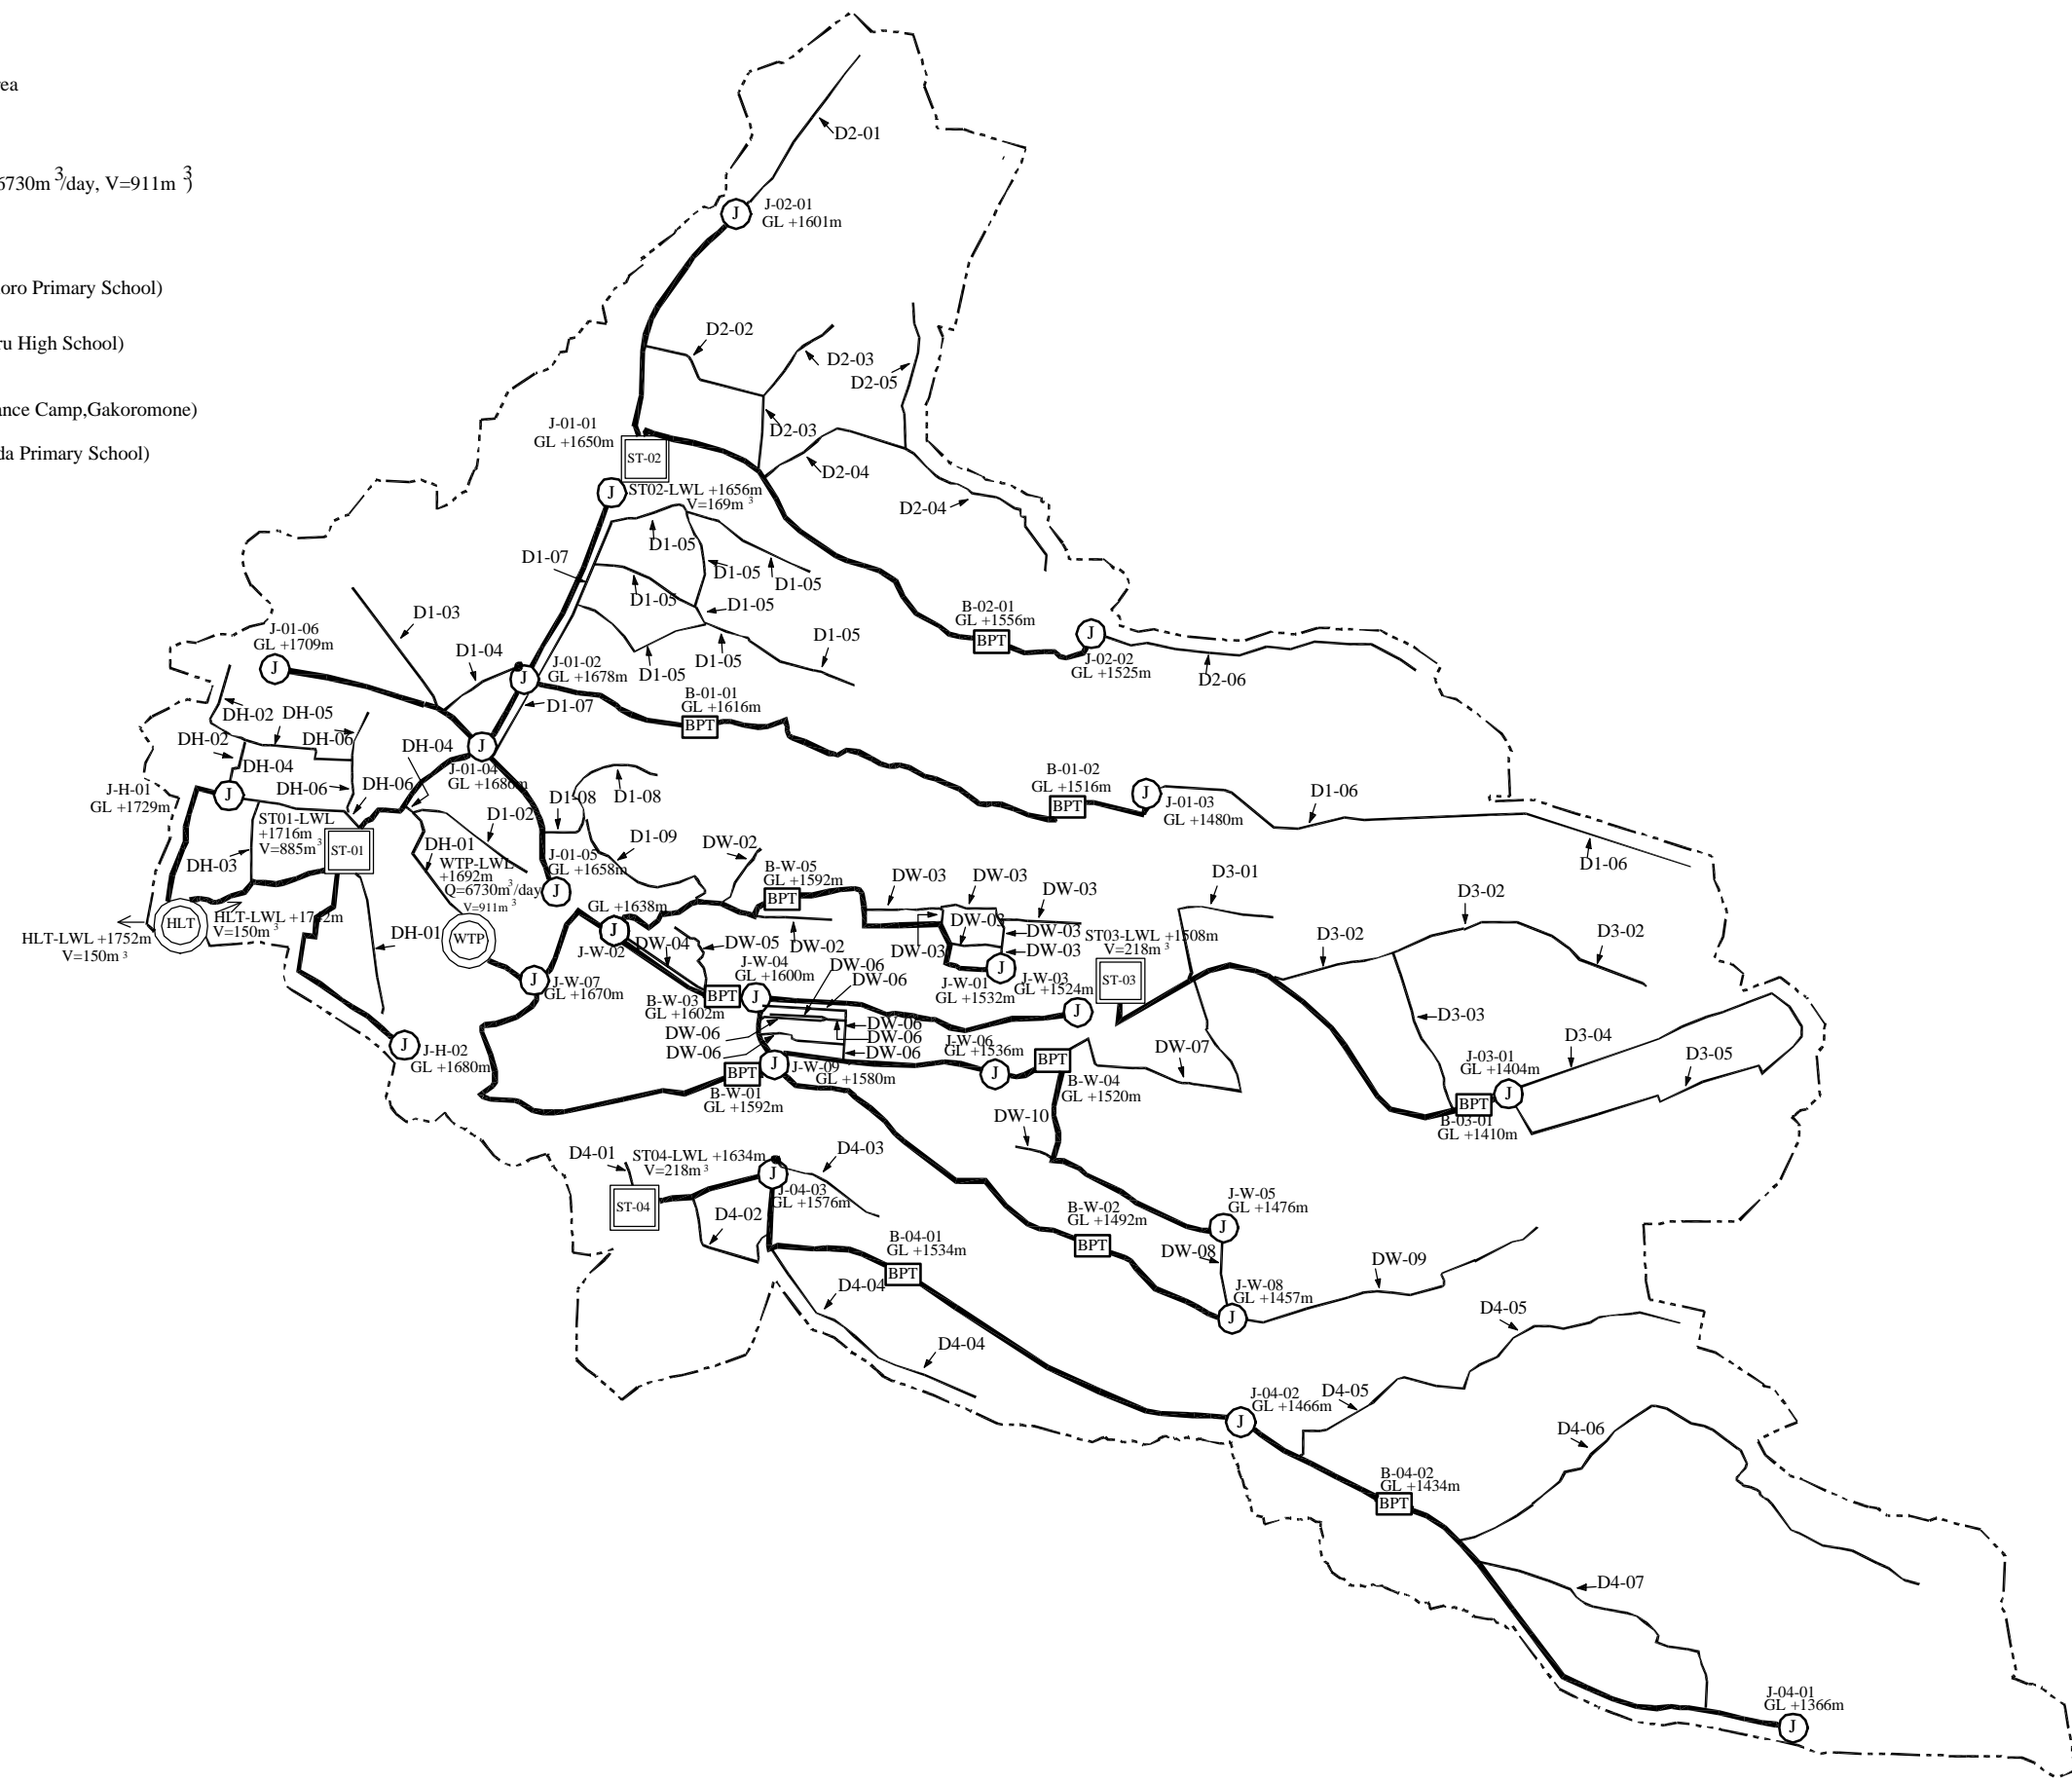 rea
6730m³/day, V=911m³)
oro Primary School)
ru High School)
ance Camp,Gakoromone)
da Primary School)
D2-01
J
J-02-01
GL +1601m
D2-02
D2-03
D2-05
J-01-01
GL +1650m
D2-03
ST-02
D2-04
J
ST02-LWL +1656m
V=169m³
D2-04
D1-05
D1-07
D1-05
D1-05
D1-05
D1-05
D1-03
B-02-01
GL +1556m
BPT
J
J-02-02
GL +1525m
D2-06
J-01-06
GL +1709m
J
D1-04
D1-05
D1-05
D1-05
J-01-02
GL +1678m
J
B-01-01
GL +1616m
BPT
D1-07
DH-02
DH-05
DH-02
DH-06
DH-04
DH-04
J
J-01-04
GL +1686m
DH-06
DH-06
J-H-01
GL +1729m
J
B-01-02
GL +1516m
BPT
J
J-01-03
GL +1480m
D1-06
D1-06
D1-08
D1-08
D1-02
D1-09
ST01-LWL
+1716m
V=885m³
ST-01
DH-03
DH-01
WTP-LWL
+1692m
Q=6730m³/day
V=911m³
J-01-05
GL +1658m
J
DW-02
B-W-05
GL +1592m
BPT
DW-03
DW-03
DW-03
D3-01
D3-02
HLT
HLT-LWL +1752m
V=150m³
HLT-LWL +1752m
V=150m³
DH-01
WTP
GL +1638m
J
J-W-02
DW-04
DW-05
DW-02
DW-03
DW-03
DW-03
DW-03
ST03-LWL +1508m
V=218m³
ST-03
D3-02
D3-02
J
J-W-07
GL +1670m
J-W-04
GL +1600m
DW-06
DW-06
J
J-W-01
GL +1532m
J-W-03
GL +1524m
J
B-W-03
GL +1602m
BPT
J
DW-06
DW-06
DW-06
DW-06
DW-06
D3-03
D3-04
D3-05
J
J-H-02
GL +1680m
BPT
B-W-01
GL +1592m
J
J-W-09
GL +1580m
J-W-06
GL +1536m
J
BPT
B-W-04
GL +1520m
DW-07
J-03-01
GL +1404m
J
BPT
B-03-01
GL +1410m
DW-10
D4-01
ST04-LWL +1634m
V=218m³
ST-04
J
J-04-03
GL +1576m
D4-03
D4-02
J-W-05
GL +1476m
J
B-W-02
GL +1492m
BPT
DW-08
DW-09
B-04-01
GL +1534m
BPT
D4-04
D4-04
J-W-08
GL +1457m
J
D4-05
D4-05
J-04-02
GL +1466m
J
D4-06
B-04-02
GL +1434m
BPT
D4-07
J-04-01
GL +1366m
J